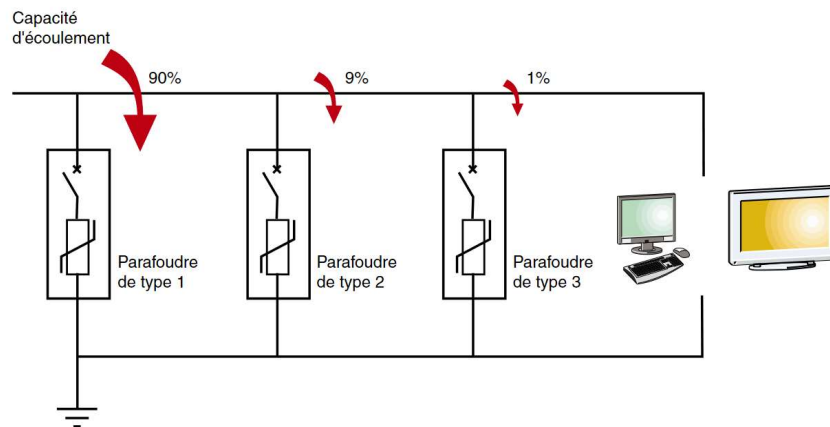 Capacité
d'écoulement
90%
9%
1%
Parafoudre
de type 1
Parafoudre
de type 2
Parafoudre
de type 3